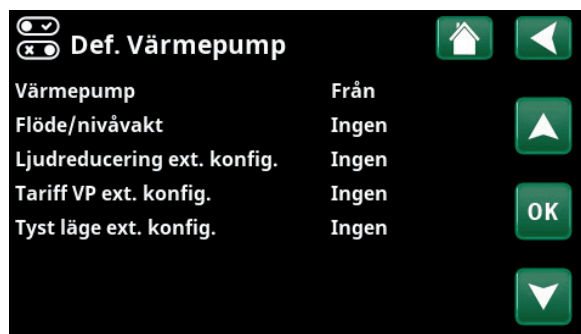 Def. Värmepump
Värmepump Från
Flöde/nivåvakt Ingen
Ljudreducering ext. konfig. Ingen
Tariff VP ext. konfig. Ingen
Tyst läge ext. konfig. Ingen
OK